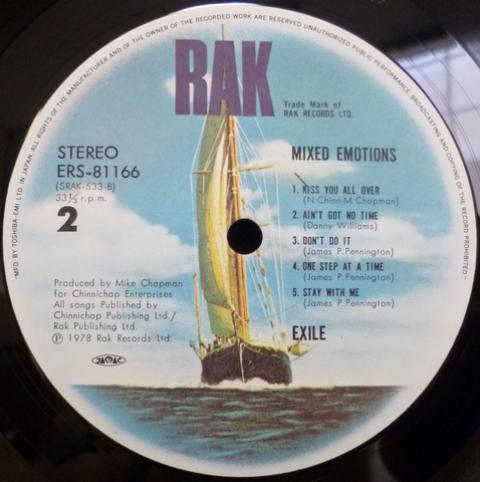 "MFD. BY TOSHIBA-EMI LTD. IN JAPAN. ALL RIGHTS OF THE MANUFACTURER AND OF THE OWNER OF THE RECORDED WORK ARE RESERVED UNAUTHORIZED PUBLIC PERFORMANCE, BROADCASTING AND COPYING OF THE RECORD PROHIBITED"
RAK
Trade Mark of
RAK RECORDS LTD.
STEREO
ERS-81166
(SRAK-533-B)
33⅓ r.p.m.
2
MIXED EMOTIONS
1. KISS YOU ALL OVER
(N.Chinn-M.Chapman)
2. AIN'T GOT NO TIME
(Danny Williams)
3. DON'T DO IT
(James P.Pennington)
4. ONE STEP AT A TIME
(James P.Pennington)
5. STAY WITH ME
(James P.Pennington)
EXILE
Produced by Mike Chapman
for Chinnichap Enterprises
All songs Published by
Chinnichap Publishing Ltd./
Rak Publishing Ltd.
Ⓟ 1978 Rak Records. Ltd.
JASRAC